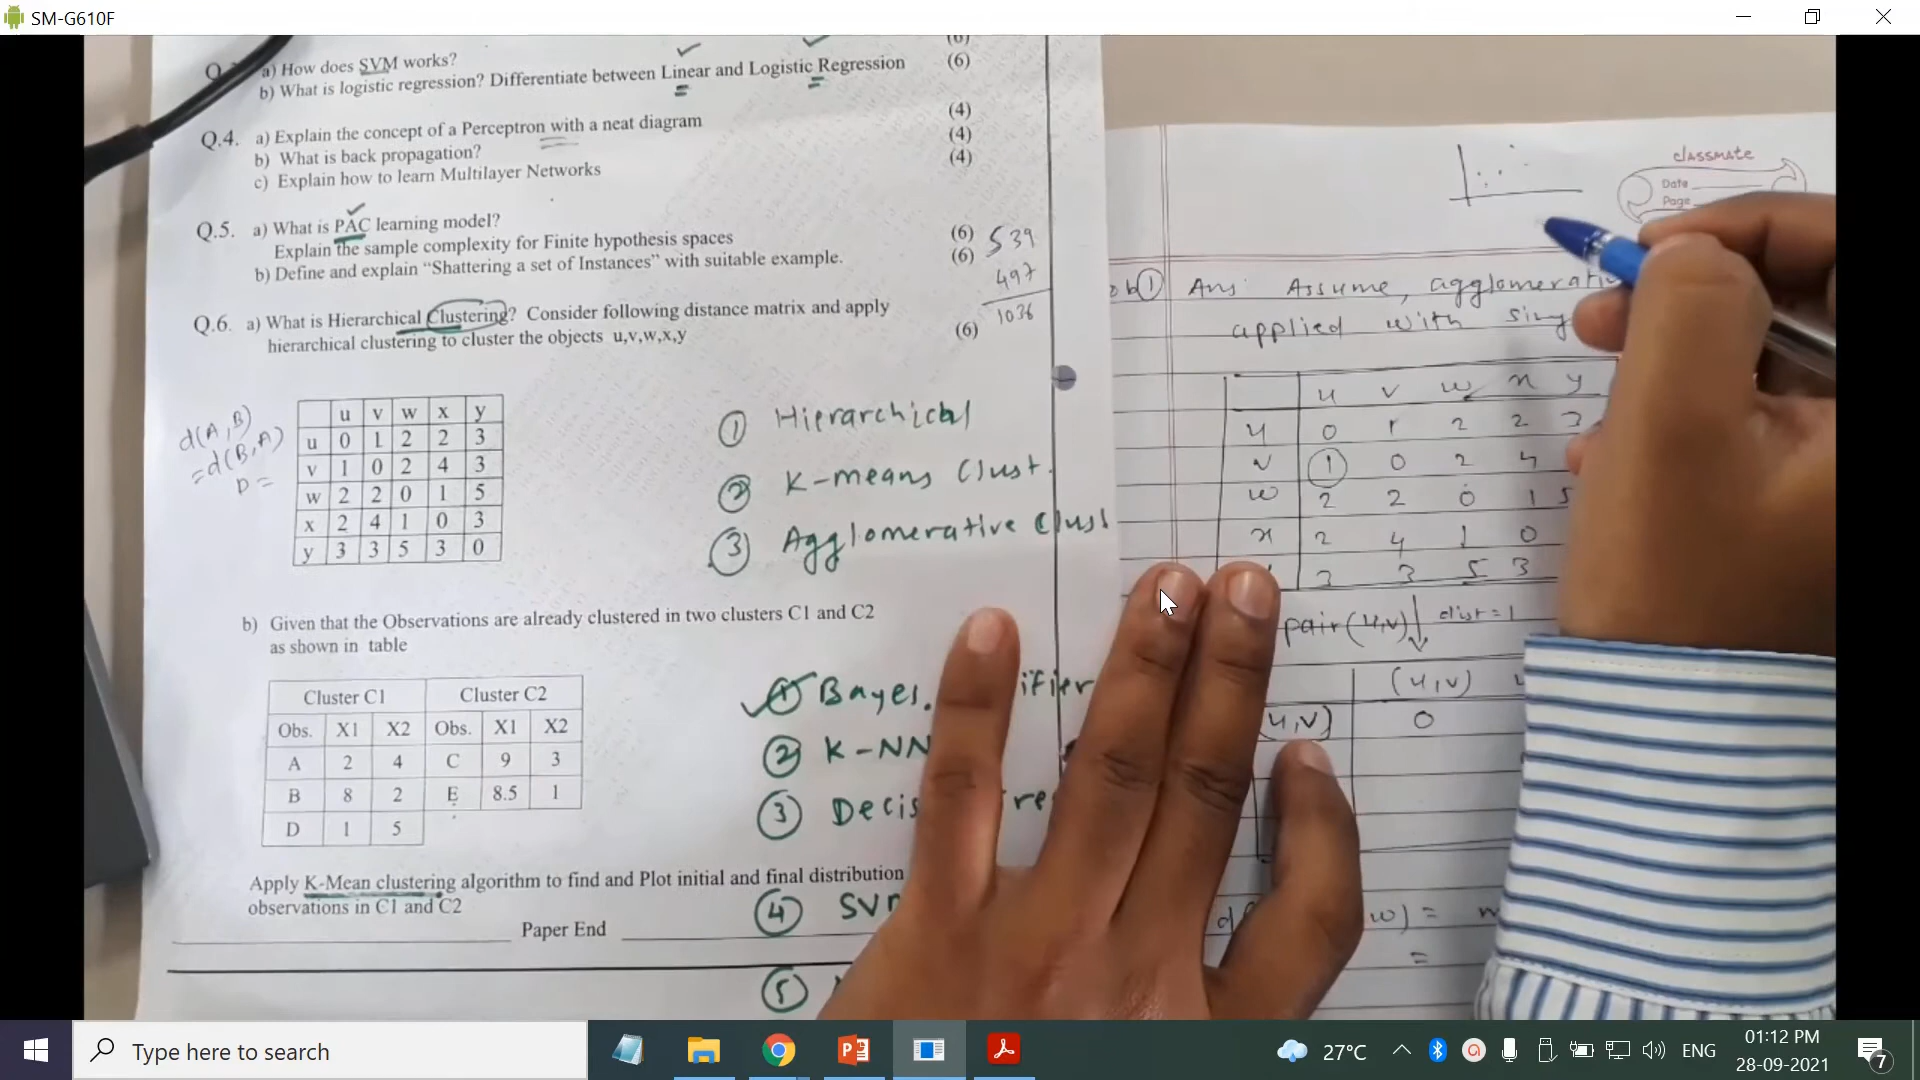 SM-G610F
a) How does SVM works?
b) What is logistic regression? Differentiate between Linear and Logistic Regression (6)
Q.4. a) Explain the concept of a Perceptron with a neat diagram (4)
b) What is back propagation? (4)
c) Explain how to learn Multilayer Networks (4)
Q.5. a) What is PAC learning model?
Explain the sample complexity for Finite hypothesis spaces (6)
b) Define and explain “Shattering a set of Instances” with suitable example. (6)
539
497
1036
Q.6. a) What is Hierarchical Clustering? Consider following distance matrix and apply
hierarchical clustering to cluster the objects u,v,w,x,y (6)
d(A,B)
=d(B,A)
D=
u v w x y
u 0 1 2 2 3
v 1 0 2 4 3
w 2 2 0 1 5
x 2 4 1 0 3
y 3 3 5 3 0
① Hierarchical
② K-means Clust.
③ Agglomerative Clust
b) Given that the Observations are already clustered in two clusters C1 and C2
as shown in table
Cluster C1 Cluster C2
Obs. X1 X2 Obs. X1 X2
A 2 4 C 9 3
B 8 2 E 8.5 1
D 1 5
① Bayes.
② K-NN
③
④
⑤
Apply K-Mean clustering algorithm to find and Plot initial and final distribution
observations in C1 and C2
Paper End
classmate
Date
Page
① Ans: Assume,
applied with
u v w x y
u 0 1 2 2 3
v 1 0 2 4
w 2 2 0 1 5
x 2 4 1 0
3 3 5 3
pair(u,v) dist=1
(u,v)
(u,v) 0
w) =
=
Type here to search
27°C
ENG
01:12 PM
28-09-2021
7